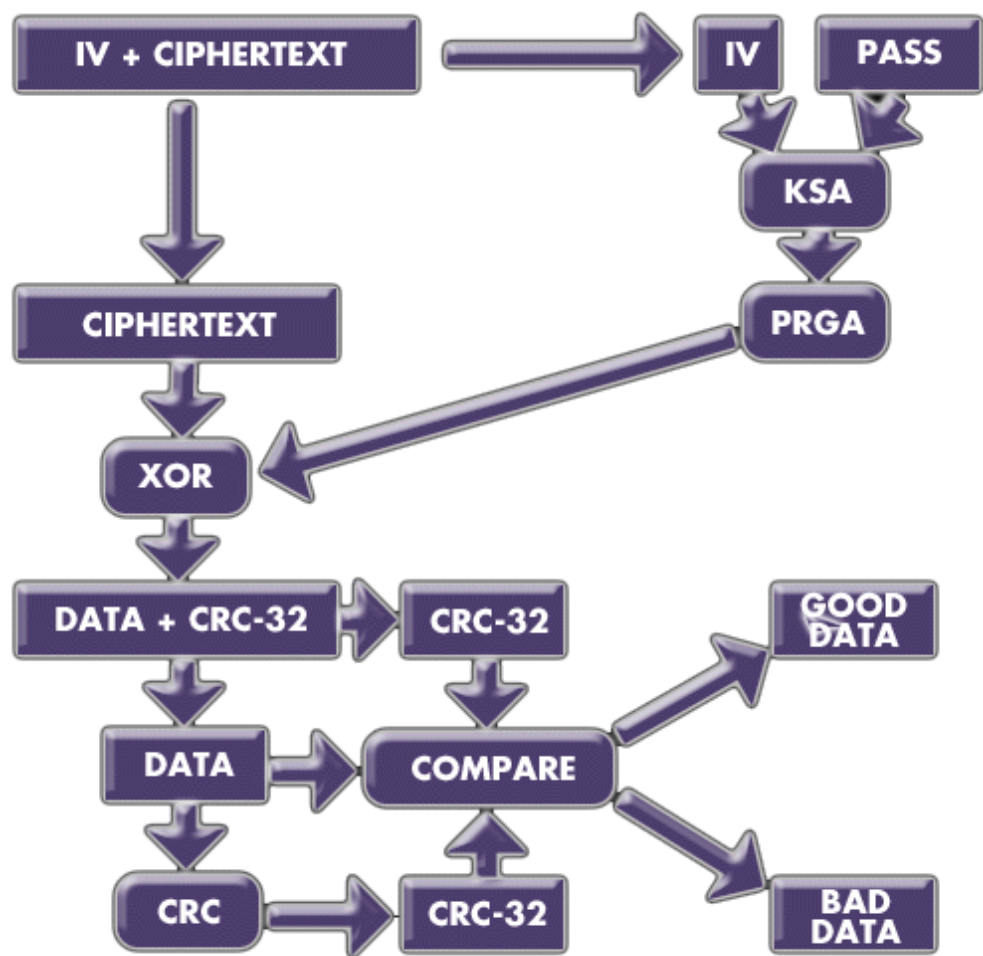 IV + CIPHERTEXT
IV
PASS
KSA
CIPHERTEXT
PRGA
XOR
DATA + CRC-32
CRC-32
GOOD
DATA
DATA
COMPARE
CRC
CRC-32
BAD
DATA